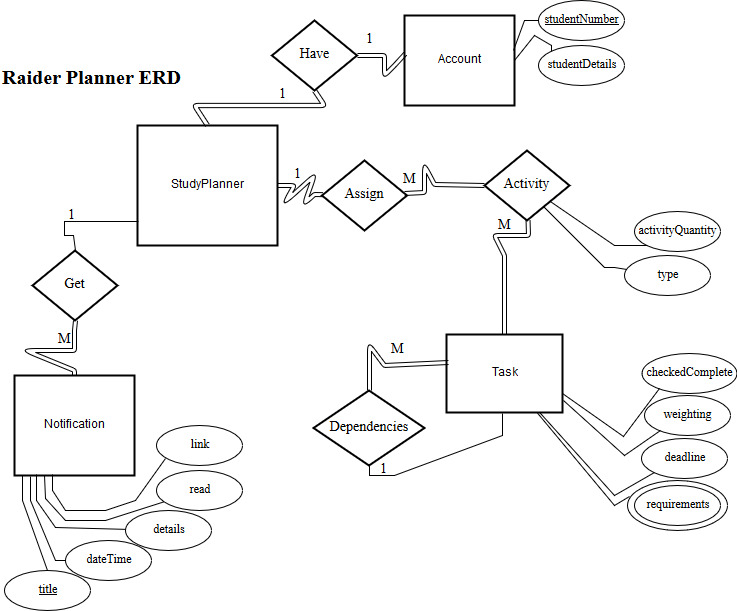 studentNumber
1
Have
Account
studentDetails
Raider Planner ERD
1
StudyPlanner
1
Assign
M
Activity
1
M
activityQuantity
type
Get
M
M
Task
checkedComplete
weighting
Notification
Dependencies
link
deadline
1
read
requirements
details
dateTime
title